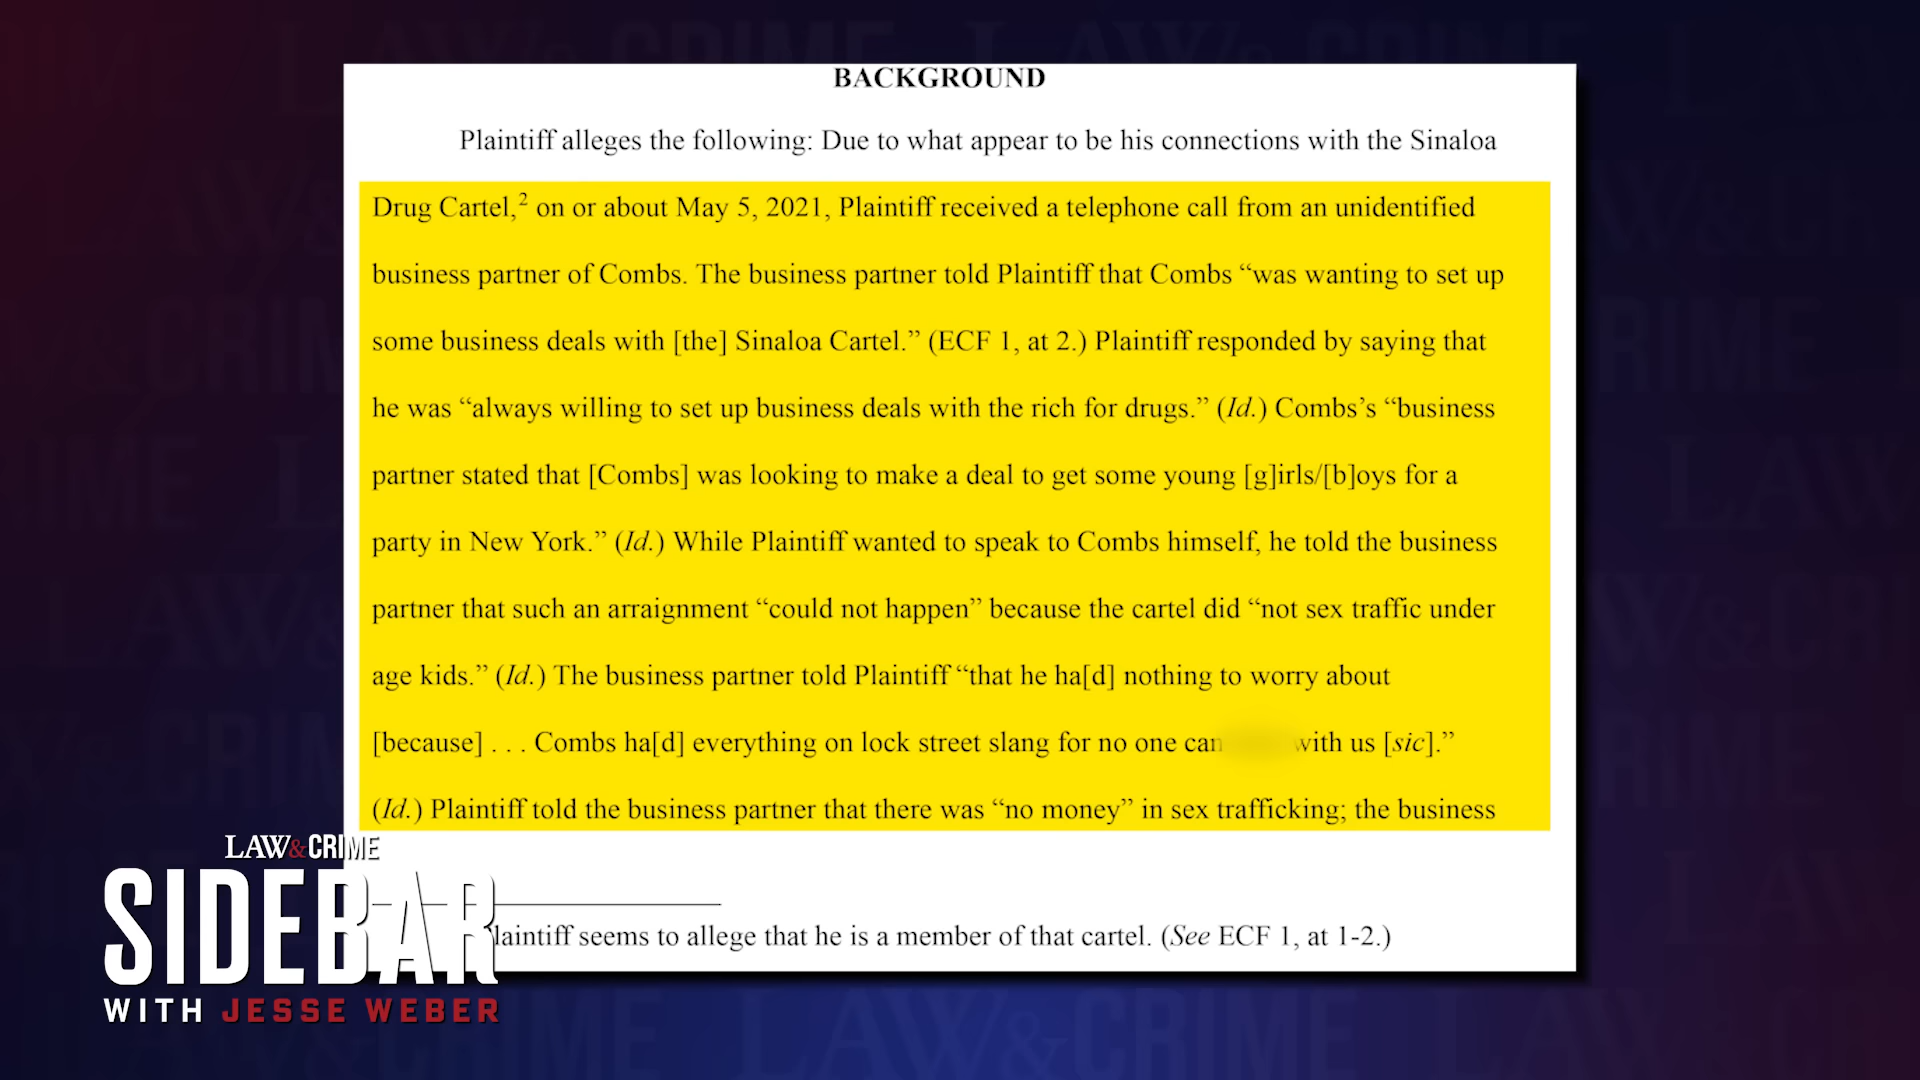 BACKGROUND
Plaintiff alleges the following: Due to what appear to be his connections with the Sinaloa
Drug Cartel,2 on or about May 5, 2021, Plaintiff received a telephone call from an unidentified
business partner of Combs. The business partner told Plaintiff that Combs “was wanting to set up
some business deals with [the] Sinaloa Cartel.” (ECF 1, at 2.) Plaintiff responded by saying that
he was “always willing to set up business deals with the rich for drugs.” (Id.) Combs’s “business
partner stated that [Combs] was looking to make a deal to get some young [g]irls/[b]oys for a
party in New York.” (Id.) While Plaintiff wanted to speak to Combs himself, he told the business
partner that such an arraignment “could not happen” because the cartel did “not sex traffic under
age kids.” (Id.) The business partner told Plaintiff “that he ha[d] nothing to worry about
[because] . . . Combs ha[d] everything on lock street slang for no one can with us [sic].”
(Id.) Plaintiff told the business partner that there was “no money” in sex trafficking; the business
laintiff seems to allege that he is a member of that cartel. (See ECF 1, at 1-2.)
LAW&CRIME
SIDEBAR
WITH JESSE WEBER